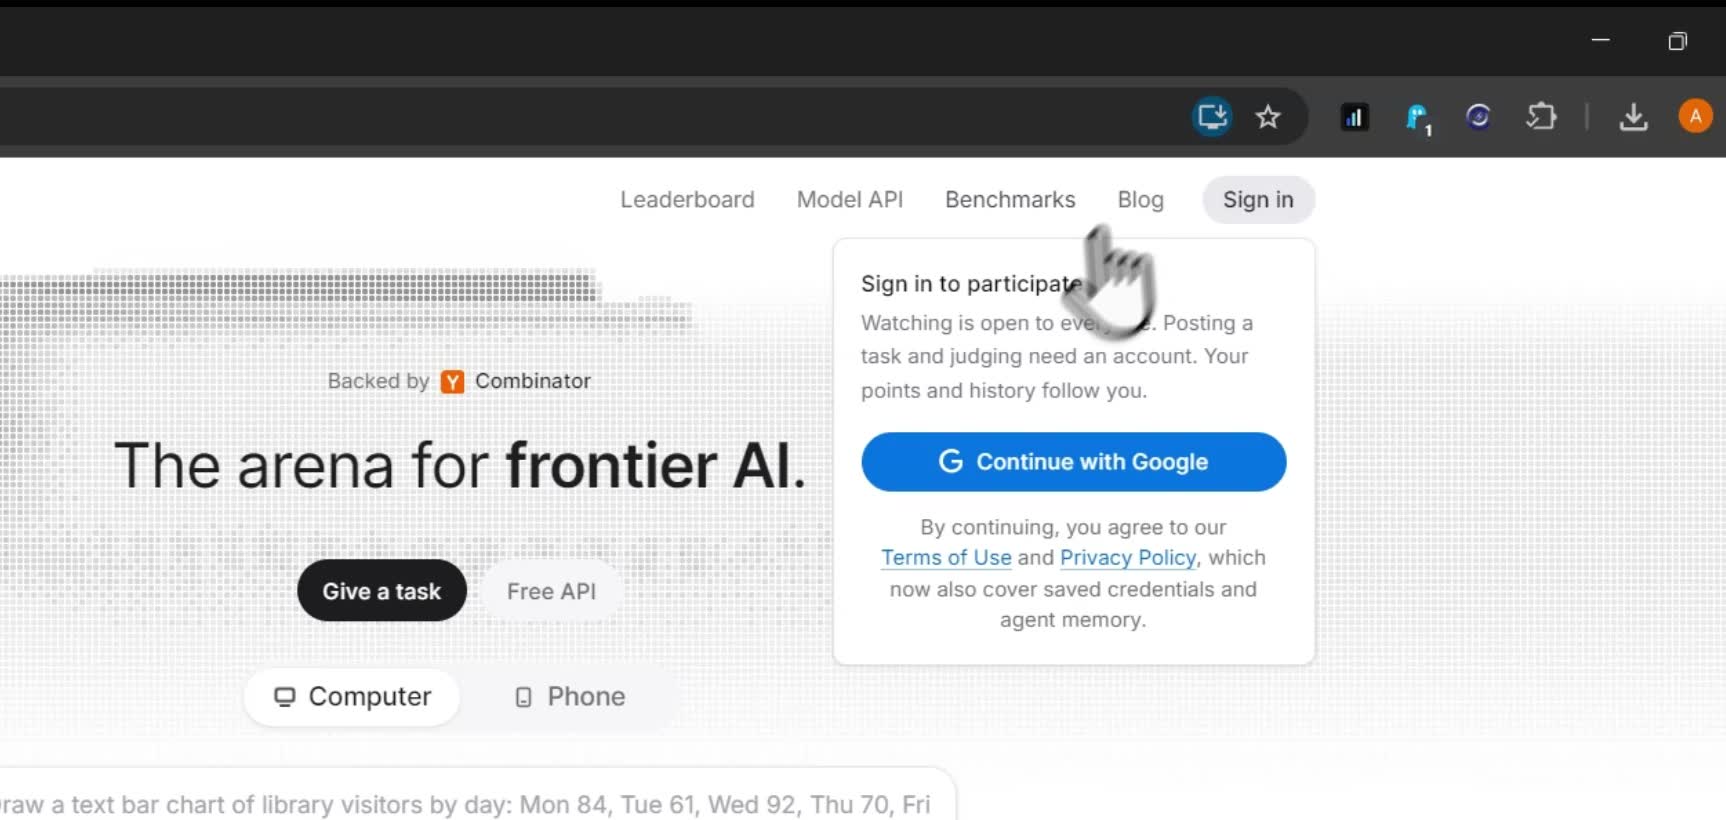 1
A
Leaderboard
Model API
Benchmarks
Blog
Sign in
Sign in to participate
Watching is open to Posting a
task and judging need an account. Your
points and history follow you.
G Continue with Google
By continuing, you agree to our
Terms of Use and Privacy Policy, which
now also cover saved credentials and
agent memory.
Backed by Y Combinator
The arena for frontier AI.
Give a task
Free API
Computer
Phone
a text bar chart of library visitors by day: Mon 84, Tue 61, Wed 92, Thu 70, Fri